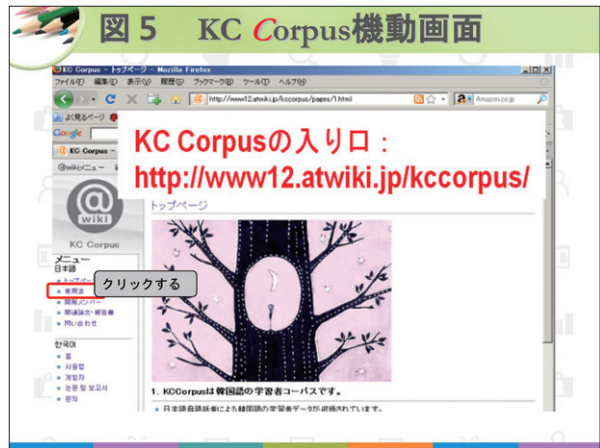 図5 KC Corpus機動画面
KC Corpus - トップページ - Mozilla Firefox
ファイル(F) 編集(E) 表示(V) 履歴(S) ブックマーク(B) ツール(T) ヘルプ(H)
http://www12.atwiki.jp/kccorpus/pages/1.html
Amazon.co.jp
よく見るページ
Google
KC Corpus -
@wikiメニュー
KC Corpusの入り口：
http://www12.atwiki.jp/kccorpus/
@
wiki
KC Corpus
メニュー
日本語
トップページ
使用法
クリックする
開発メンバー
関連論文・報告書
問い合わせ
한국어
홈
사용법
개발자
논문 및 보고서
문의
トップページ
1. KCCorpusは韓国語の学習者コーパスです。
日本語母語話者による韓国語の学習者データが収録されています。